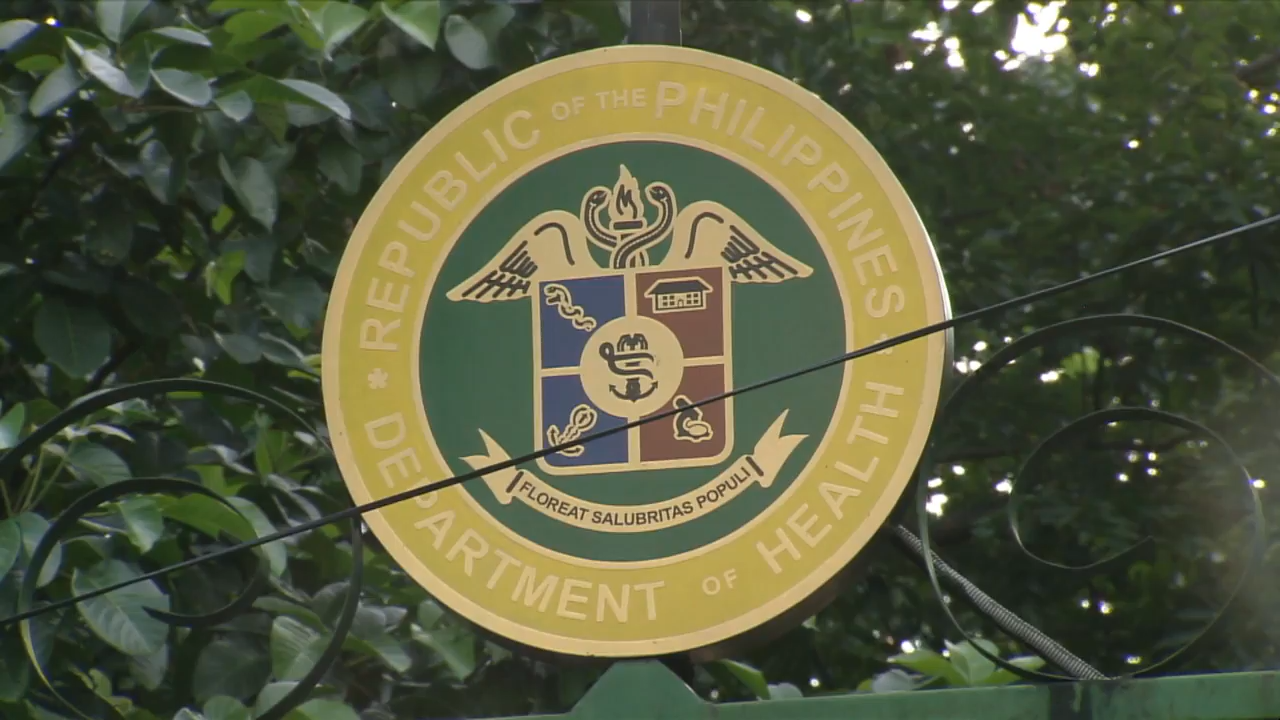 REPUBLIC OF THE PHILIPPINES
* DEPARTMENT OF HEALTH *
FLOREAT SALUBRITAS POPULI